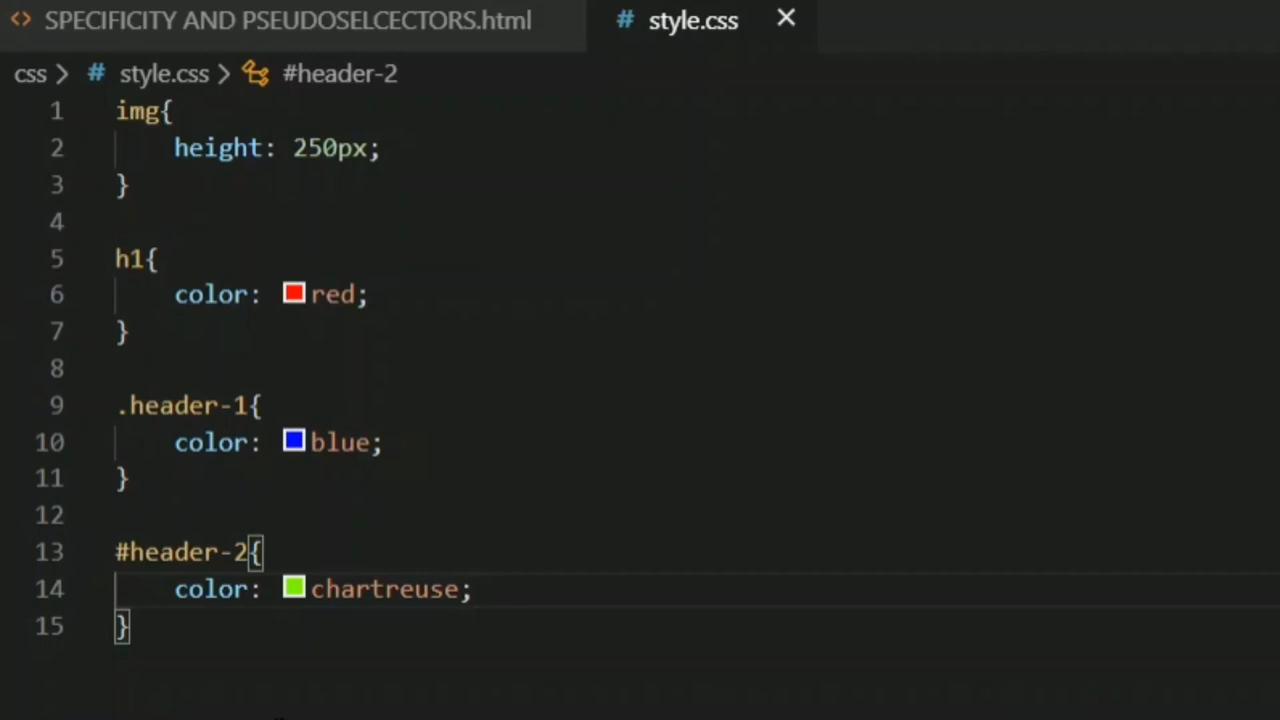 <> SPECIFICITY AND PSEUDOSELCECTORS.html # style.css ×
css > # style.css > #header-2
1 img{
2 height: 250px;
3 }
4
5 h1{
6 color: red;
7 }
8
9 .header-1{
10 color: blue;
11 }
12
13 #header-2{
14 color: chartreuse;
15 }